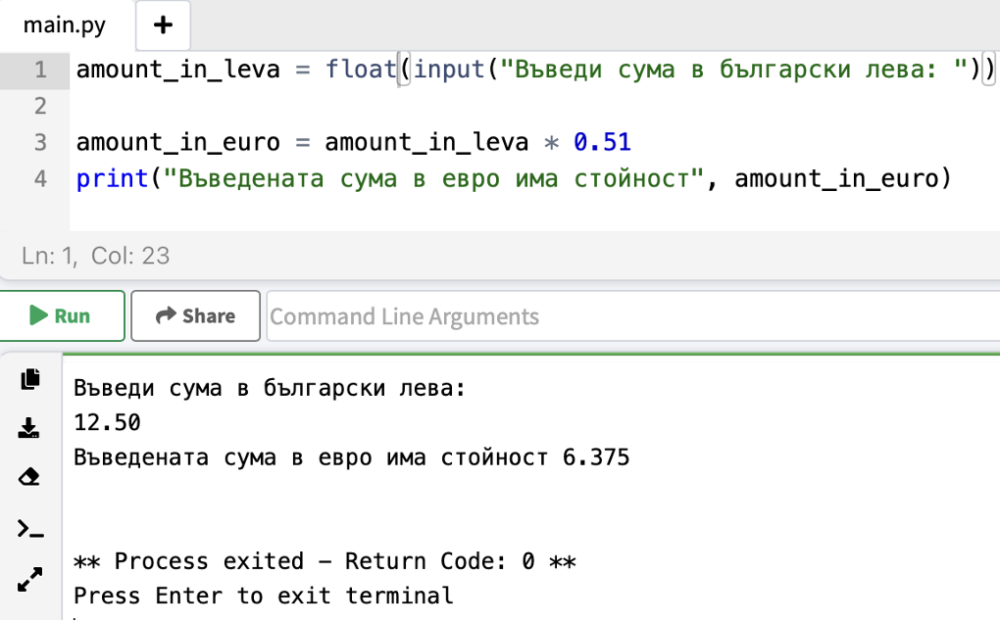 main.py +
1 amount_in_leva = float(input("Въведи сума в български лева: "))
2
3 amount_in_euro = amount_in_leva * 0.51
4 print("Въведената сума в евро има стойност", amount_in_euro)
Ln: 1, Col: 23
Run Share Command Line Arguments
Въведи сума в български лева:
12.50
Въведената сума в евро има стойност 6.375
** Process exited - Return Code: 0 **
Press Enter to exit terminal